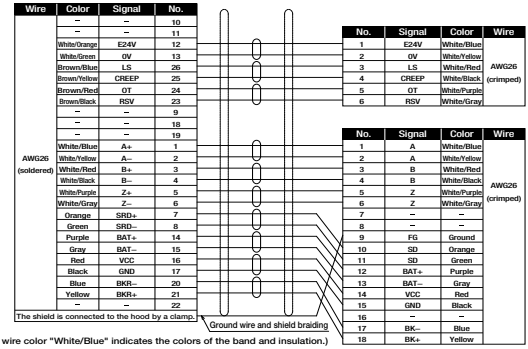 Wire Color Signal No.
– – 10
– – 11
White/Orange E24V 12
White/Green 0V 13
Brown/Blue LS 26
Brown/Yellow CREEP 25
Brown/Red OT 24
Brown/Black RSV 23
– – 9
– – 18
– – 19
White/Blue A+ 1
AWG26 White/Yellow A– 2
(soldered) White/Red B+ 3
White/Black B– 4
White/Purple Z+ 5
White/Gray Z– 6
Orange SRD+ 7
Green SRD– 8
Purple BAT+ 14
Gray BAT– 15
Red VCC 16
Black GND 17
Blue BKR– 20
Yellow BKR+ 21
– – 22
The shield is connected to the hood by a clamp.
Ground wire and shield braiding
wire color "White/Blue" indicates the colors of the band and insulation.)
No. Signal Color Wire
1 E24V White/Blue
2 0V White/Yellow
3 LS White/Red AWG26
4 CREEP White/Black (crimped)
5 OT White/Purple
6 RSV White/Gray
No. Signal Color Wire
1 A White/Blue
2 A White/Yellow
3 B White/Red
4 B White/Black
5 Z White/Purple AWG26
6 Z White/Gray (crimped)
7 – –
8 – –
9 FG Ground
10 SD Orange
11 SD Green
12 BAT+ Purple
13 BAT– Gray
14 VCC Red
15 GND Black
16 – –
17 BK– Blue
18 BK+ Yellow